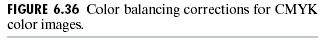 FIGURE 6.36 Color balancing corrections for CMYK
color images.